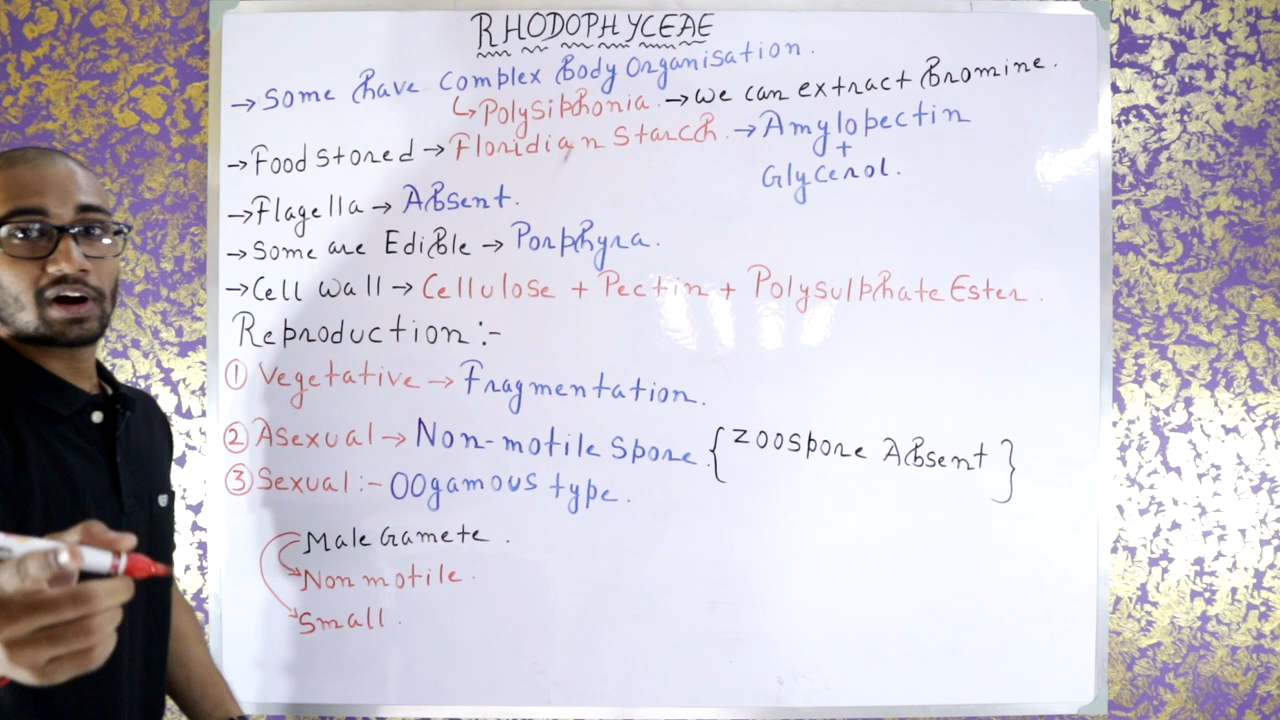 RHODOPHYCEAE
→ Some have Complex Body Organisation.
↳ Polysiphonia. → We can extract Bromine.
→ Food Stored → Floridian Starch. → Amylopectin
+
Glycerol.
→ Flagella → Absent.
→ Some are Edible → Porphyra.
→ Cell Wall → Cellulose + Pectin + Polysulphate Ester.
Reproduction :-
① Vegetative → Fragmentation.
② Asexual → Non-motile Spore. { Zoospore Absent }
③ Sexual :- Oogamous type.
Male Gamete.
Non motile.
Small.